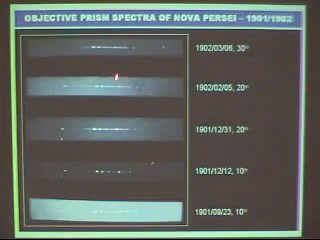 OBJECTIVE PRISM SPECTRA OF NOVA PERSEI – 1901/1902
1902/03/06, 30m
1902/02/05, 20m
1901/12/31, 20m
1901/12/12, 10m
1901/09/23, 10m